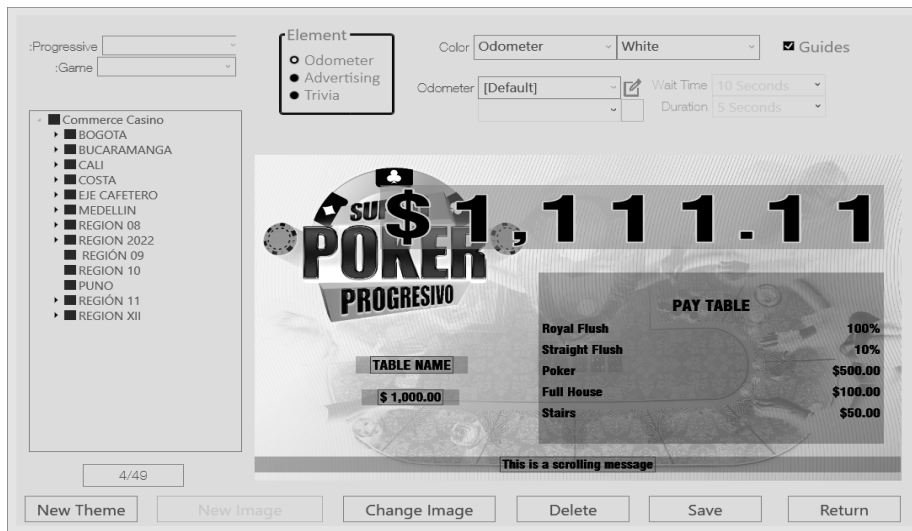 :Progressive
:Game
Element
Odometer
Advertising
Trivia
Color Odometer White Guides
Odometer [Default] Wait Time 10 Seconds
Duration 5 Seconds
Commerce Casino
BOGOTA
BUCARAMANGA
CALI
COSTA
EJE CAFETERO
MEDELLIN
REGION 08
REGION 2022
REGIÓN 09
REGION 10
PUNO
REGIÓN 11
REGION XII
4/49
$1,111.11
POKER
PROGRESIVO
TABLE NAME
$ 1,000.00
PAY TABLE
Royal Flush 100%
Straight Flush 10%
Poker $500.00
Full House $100.00
Stairs $50.00
This is a scrolling message
New Theme New Image Change Image Delete Save Return